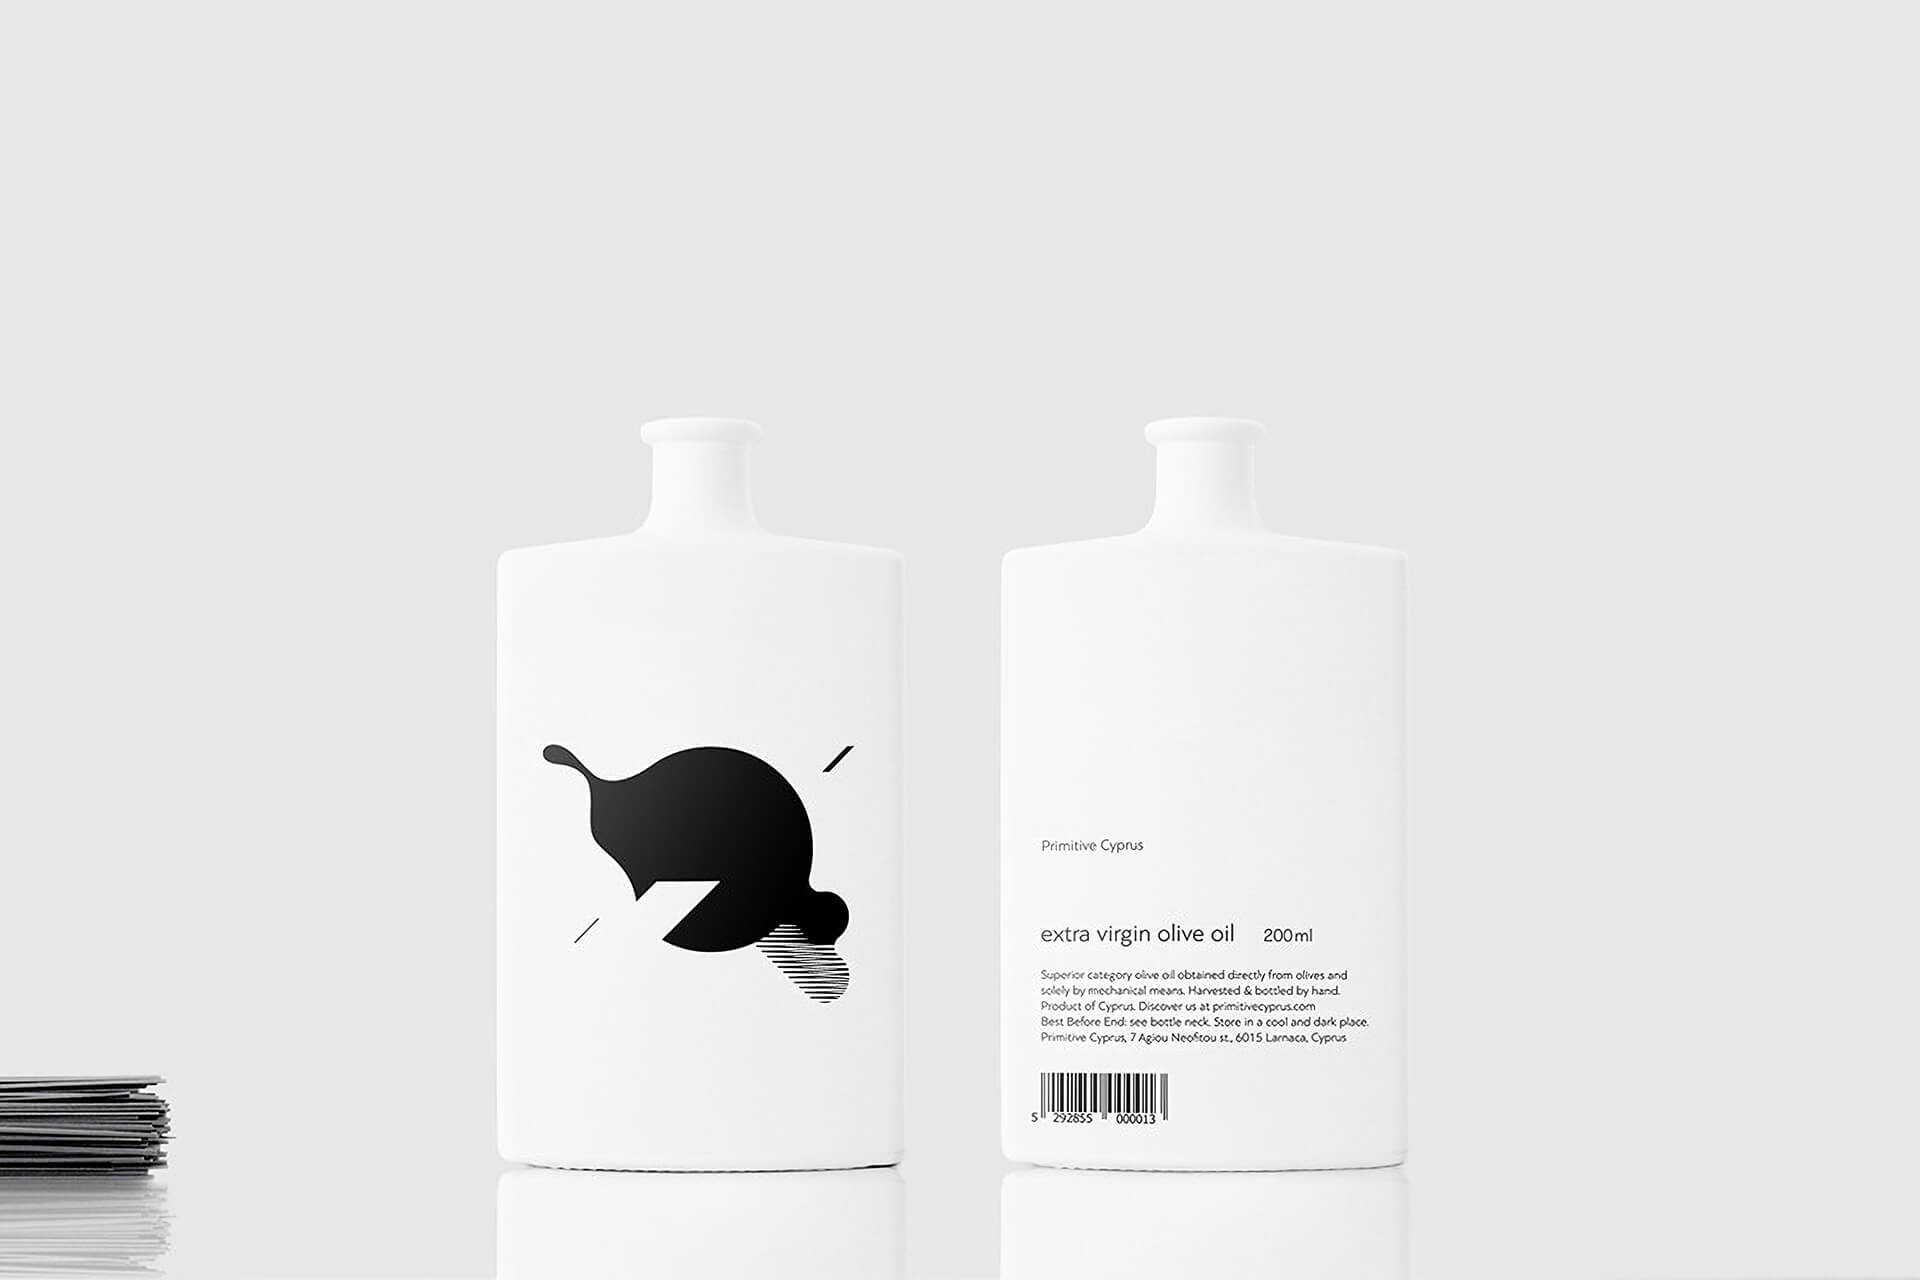 Primitive Cyprus
extra virgin olive oil 200ml
Superior category olive oil obtained directly from olives and
solely by mechanical means. Harvested & bottled by hand.
Product of Cyprus. Discover us at primitivecyprus.com
Best Before End: see bottle neck. Store in a cool and dark place.
Primitive Cyprus, 7 Agiou Neofitou st., 6015 Larnaca, Cyprus
5 292855 000013